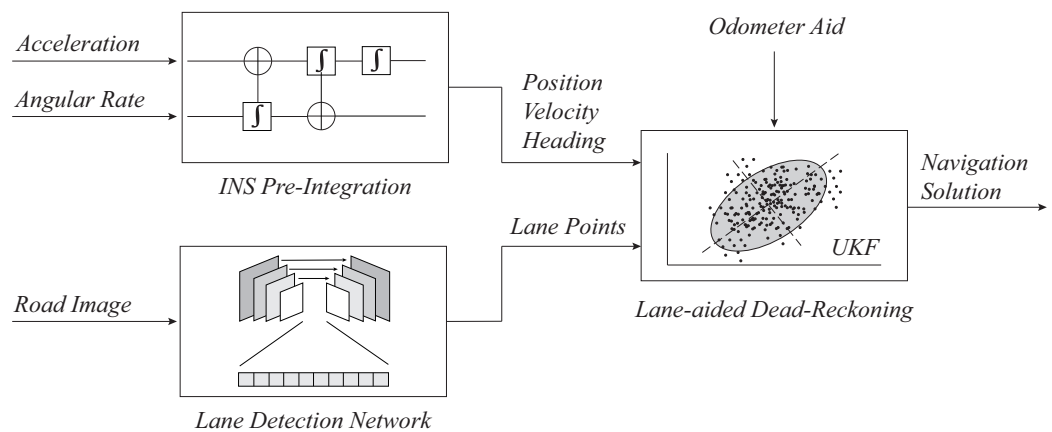 Acceleration
Angular Rate
∫ ∫
∫
INS Pre-Integration
Position
Velocity
Heading
Odometer Aid
UKF
Lane-aided Dead-Reckoning
Navigation
Solution
Road Image
Lane Detection Network
Lane Points